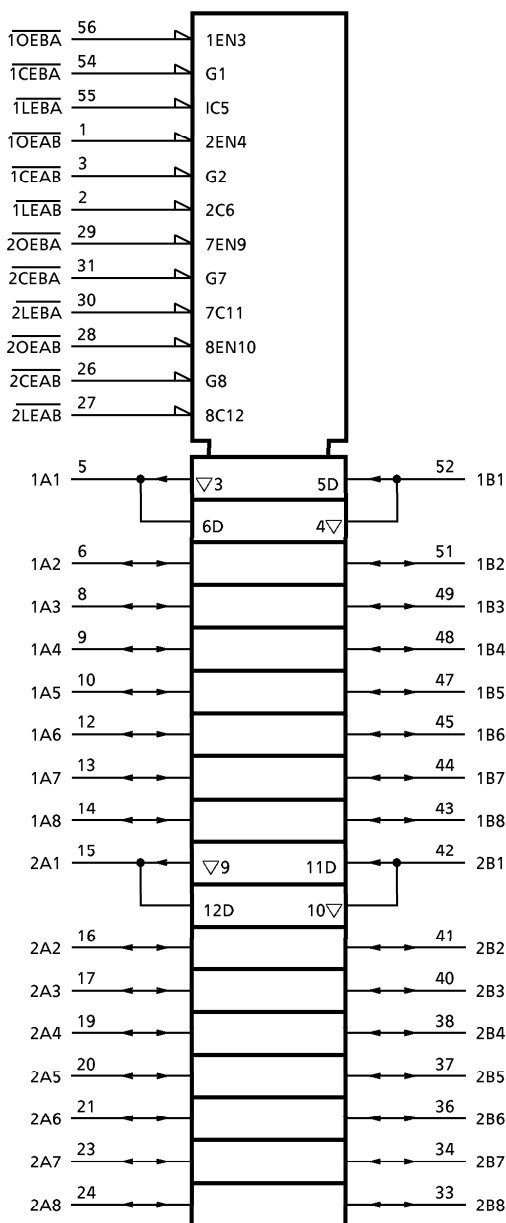 1OEBA 56 1EN3
1CEBA 54 G1
1LEBA 55 IC5
1OEAB 1 2EN4
1CEAB 3 G2
1LEAB 2 2C6
2OEBA 29 7EN9
2CEBA 31 G7
2LEBA 30 7C11
2OEAB 28 8EN10
2CEAB 26 G8
2LEAB 27 8C12
1A1 5 ▽3 5D 52 1B1
6D 4▽
1A2 6 51 1B2
1A3 8 49 1B3
1A4 9 48 1B4
1A5 10 47 1B5
1A6 12 45 1B6
1A7 13 44 1B7
1A8 14 43 1B8
2A1 15 ▽9 11D 42 2B1
12D 10▽
2A2 16 41 2B2
2A3 17 40 2B3
2A4 19 38 2B4
2A5 20 37 2B5
2A6 21 36 2B6
2A7 23 34 2B7
2A8 24 33 2B8